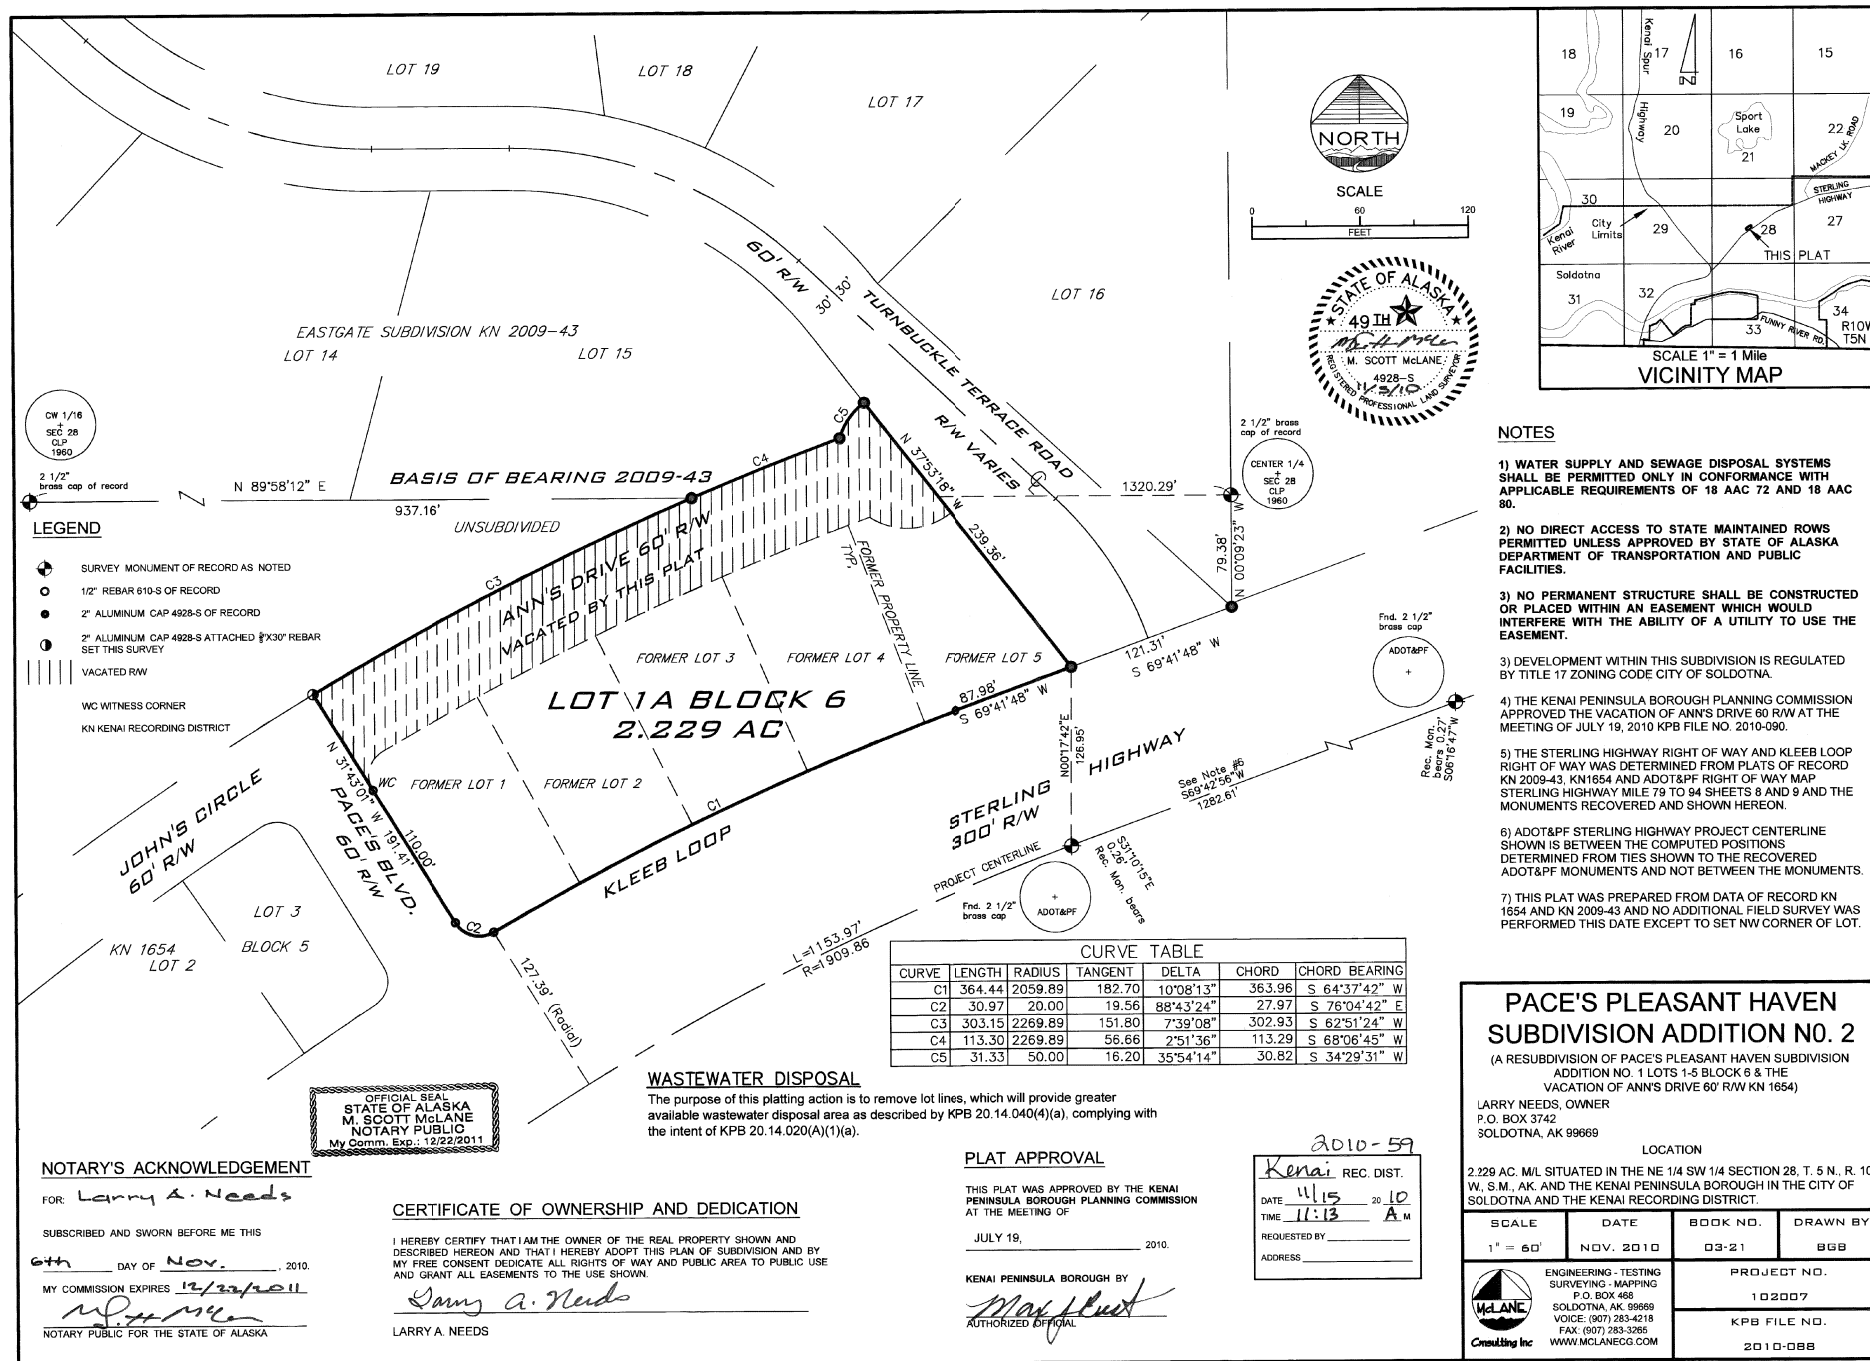 LOT 19
LOT 18
LOT 17
LOT 16
60' R/W
30' 30'
TURNBUCKLE TERRACE ROAD
R/W VARIES
EASTGATE SUBDIVISION KN 2009-43
LOT 14
LOT 15
NORTH
SCALE
0 60 120
FEET
STATE OF ALASKA
49 TH
M. SCOTT McLANE
4928-S
11/5/10
REGISTERED PROFESSIONAL LAND SURVEYOR
18 17 16 15
Kenai Spur
Highway
19 20
Sport
Lake
21
22
MACKEY LK. ROAD
STERLING
HIGHWAY
30
City
Limits
29
28
27
Kenai
River
THIS PLAT
Soldotna
31 32 33 34
FUNNY RIVER RD.
R10W
T5N
SCALE 1" = 1 Mile
VICINITY MAP
CW 1/16
+
SEC 28
CLP
1960
2 1/2"
brass cap of record
N 89°58'12" E
937.16'
BASIS OF BEARING 2009-43
UNSUBDIVIDED
2 1/2" brass
cap of record
CENTER 1/4
+
SEC 28
CLP
1960
1320.29'
79.38'
N 00°09'23" W
LEGEND
SURVEY MONUMENT OF RECORD AS NOTED
1/2" REBAR 610-S OF RECORD
2" ALUMINUM CAP 4928-S OF RECORD
2" ALUMINUM CAP 4928-S ATTACHED 5/8"X30" REBAR
SET THIS SURVEY
VACATED R/W
WC WITNESS CORNER
KN KENAI RECORDING DISTRICT
C5
C4
C3
ANN'S DRIVE 60' R/W
VACATED BY THIS PLAT
N 37°53'18" W
239.36'
FORMER PROPERTY LINE
TYP.
FORMER LOT 3
FORMER LOT 4
FORMER LOT 5
LOT 1A BLOCK 6
2.229 AC
FORMER LOT 1
FORMER LOT 2
87.98'
S 69°41'48" W
121.31'
S 69°41'48" W
N00°17'42"E
126.95'
N 31°43'01" W
191.41'
WC
110.00'
PACE'S BLVD.
60' R/W
JOHN'S CIRCLE
60' R/W
C1
C2
KLEEB LOOP
STERLING HIGHWAY
300' R/W
See Note #6
S69°42'56"W
1282.61'
Fnd. 2 1/2"
brass cap
ADOT&PF
+
Rec. Mon.
bears 0.27'
S06°16'47"W
PROJECT CENTERLINE
Fnd. 2 1/2"
brass cap
+
ADOT&PF
S31°10'15"E
0.26'
Rec. Mon. bears
L=1153.97'
R=1909.86
127.39' (Radial)
LOT 3
BLOCK 5
KN 1654
LOT 2
CURVE TABLE
CURVE LENGTH RADIUS TANGENT DELTA CHORD CHORD BEARING
C1 364.44 2059.89 182.70 10°08'13" 363.96 S 64°37'42" W
C2 30.97 20.00 19.56 88°43'24" 27.97 S 76°04'42" E
C3 303.15 2269.89 151.80 7°39'08" 302.93 S 62°51'24" W
C4 113.30 2269.89 56.66 2°51'36" 113.29 S 68°06'45" W
C5 31.33 50.00 16.20 35°54'14" 30.82 S 34°29'31" W
NOTES
1) WATER SUPPLY AND SEWAGE DISPOSAL SYSTEMS
SHALL BE PERMITTED ONLY IN CONFORMANCE WITH
APPLICABLE REQUIREMENTS OF 18 AAC 72 AND 18 AAC
80.
2) NO DIRECT ACCESS TO STATE MAINTAINED ROWS
PERMITTED UNLESS APPROVED BY STATE OF ALASKA
DEPARTMENT OF TRANSPORTATION AND PUBLIC
FACILITIES.
3) NO PERMANENT STRUCTURE SHALL BE CONSTRUCTED
OR PLACED WITHIN AN EASEMENT WHICH WOULD
INTERFERE WITH THE ABILITY OF A UTILITY TO USE THE
EASEMENT.
3) DEVELOPMENT WITHIN THIS SUBDIVISION IS REGULATED
BY TITLE 17 ZONING CODE CITY OF SOLDOTNA.
4) THE KENAI PENINSULA BOROUGH PLANNING COMMISSION
APPROVED THE VACATION OF ANN'S DRIVE 60 R/W AT THE
MEETING OF JULY 19, 2010 KPB FILE NO. 2010-090.
5) THE STERLING HIGHWAY RIGHT OF WAY AND KLEEB LOOP
RIGHT OF WAY WAS DETERMINED FROM PLATS OF RECORD
KN 2009-43, KN1654 AND ADOT&PF RIGHT OF WAY MAP
STERLING HIGHWAY MILE 79 TO 94 SHEETS 8 AND 9 AND THE
MONUMENTS RECOVERED AND SHOWN HEREON.
6) ADOT&PF STERLING HIGHWAY PROJECT CENTERLINE
SHOWN IS BETWEEN THE COMPUTED POSITIONS
DETERMINED FROM TIES SHOWN TO THE RECOVERED
ADOT&PF MONUMENTS AND NOT BETWEEN THE MONUMENTS.
7) THIS PLAT WAS PREPARED FROM DATA OF RECORD KN
1654 AND KN 2009-43 AND NO ADDITIONAL FIELD SURVEY WAS
PERFORMED THIS DATE EXCEPT TO SET NW CORNER OF LOT.
WASTEWATER DISPOSAL
The purpose of this platting action is to remove lot lines, which will provide greater
available wastewater disposal area as described by KPB 20.14.040(4)(a), complying with
the intent of KPB 20.14.020(A)(1)(a).
OFFICIAL SEAL
STATE OF ALASKA
M. SCOTT McLANE
NOTARY PUBLIC
My Comm. Exp.: 12/22/2011
NOTARY'S ACKNOWLEDGEMENT
FOR: Larry A. Needs
SUBSCRIBED AND SWORN BEFORE ME THIS
6th DAY OF Nov. , 2010.
MY COMMISSION EXPIRES 12/22/2011
NOTARY PUBLIC FOR THE STATE OF ALASKA
CERTIFICATE OF OWNERSHIP AND DEDICATION
I HEREBY CERTIFY THAT I AM THE OWNER OF THE REAL PROPERTY SHOWN AND
DESCRIBED HEREON AND THAT I HEREBY ADOPT THIS PLAN OF SUBDIVISION AND BY
MY FREE CONSENT DEDICATE ALL RIGHTS OF WAY AND PUBLIC AREA TO PUBLIC USE
AND GRANT ALL EASEMENTS TO THE USE SHOWN.
Larry A. Needs
LARRY A. NEEDS
PLAT APPROVAL
THIS PLAT WAS APPROVED BY THE KENAI
PENINSULA BOROUGH PLANNING COMMISSION
AT THE MEETING OF
JULY 19, 2010.
KENAI PENINSULA BOROUGH BY
Max J Best
AUTHORIZED OFFICIAL
2010-59
Kenai REC. DIST.
DATE 11/15 20 10
TIME 11:13 A M
REQUESTED BY
ADDRESS
PACE'S PLEASANT HAVEN
SUBDIVISION ADDITION N0. 2
(A RESUBDIVISION OF PACE'S PLEASANT HAVEN SUBDIVISION
ADDITION NO. 1 LOTS 1-5 BLOCK 6 & THE
VACATION OF ANN'S DRIVE 60' R/W KN 1654)
LARRY NEEDS, OWNER
P.O. BOX 3742
SOLDOTNA, AK 99669
LOCATION
2.229 AC. M/L SITUATED IN THE NE 1/4 SW 1/4 SECTION 28, T. 5 N., R. 10
W., S.M., AK. AND THE KENAI PENINSULA BOROUGH IN THE CITY OF
SOLDOTNA AND THE KENAI RECORDING DISTRICT.
SCALE DATE BOOK NO. DRAWN BY
1" = 60' NOV. 2010 03-21 BGB
McLANE
Consulting Inc
ENGINEERING - TESTING
SURVEYING - MAPPING
P.O. BOX 468
SOLDOTNA, AK. 99669
VOICE: (907) 283-4218
FAX: (907) 283-3265
WWW.MCLANECG.COM
PROJECT NO.
102007
KPB FILE NO.
2010-088